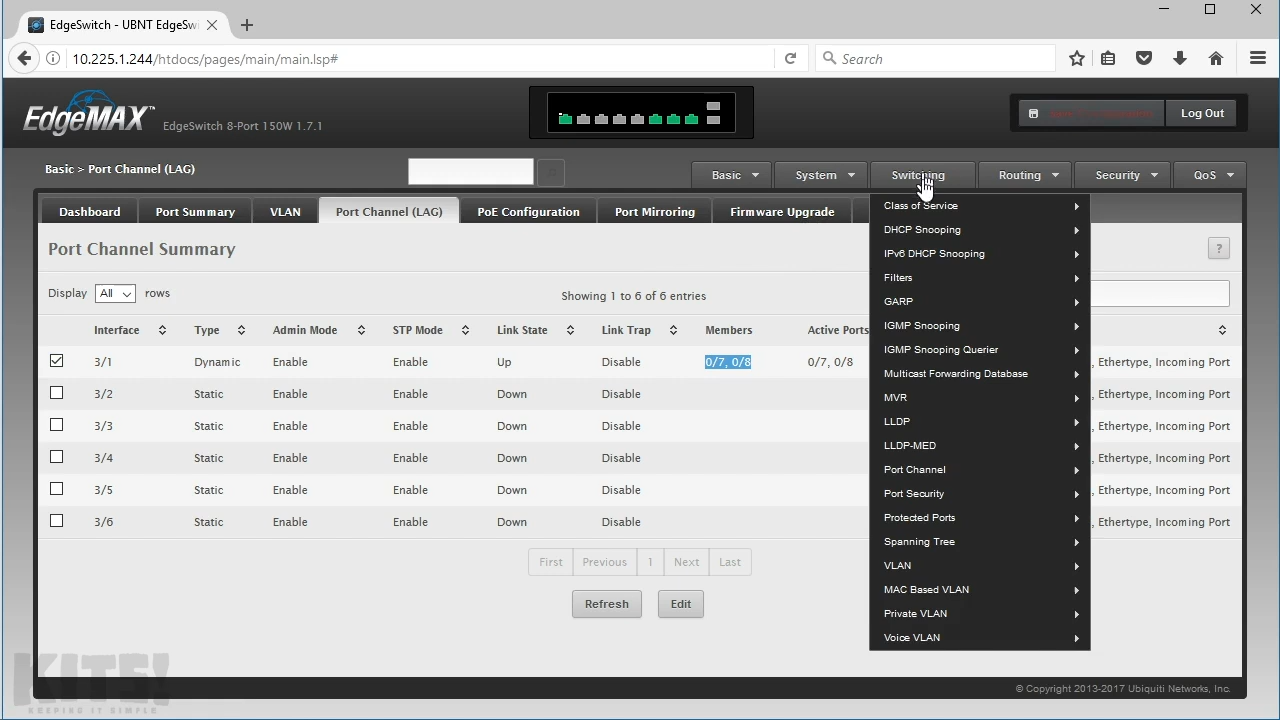 EdgeSwitch - UBNT EdgeSwi
10.225.1.244/htdocs/pages/main/main.lsp#
Search
EdgeMAX™
EdgeSwitch 8-Port 150W 1.7.1
Log Out
Basic > Port Channel (LAG)
Basic System Switching Routing Security QoS
Dashboard Port Summary VLAN Port Channel (LAG) PoE Configuration Port Mirroring Firmware Upgrade
Port Channel Summary
?
Display All rows
Showing 1 to 6 of 6 entries
Interface Type Admin Mode STP Mode Link State Link Trap Members Active Ports
3/1 Dynamic Enable Enable Up Disable 0/7, 0/8 0/7, 0/8 , Ethertype, Incoming Port
3/2 Static Enable Enable Down Disable , Ethertype, Incoming Port
3/3 Static Enable Enable Down Disable , Ethertype, Incoming Port
3/4 Static Enable Enable Down Disable , Ethertype, Incoming Port
3/5 Static Enable Enable Down Disable , Ethertype, Incoming Port
3/6 Static Enable Enable Down Disable , Ethertype, Incoming Port
First Previous 1 Next Last
Refresh Edit
Class of Service
DHCP Snooping
IPv6 DHCP Snooping
Filters
GARP
IGMP Snooping
IGMP Snooping Querier
Multicast Forwarding Database
MVR
LLDP
LLDP-MED
Port Channel
Port Security
Protected Ports
Spanning Tree
VLAN
MAC Based VLAN
Private VLAN
Voice VLAN
© Copyright 2013-2017 Ubiquiti Networks, Inc.
KITS!
KEEPING IT SIMPLE